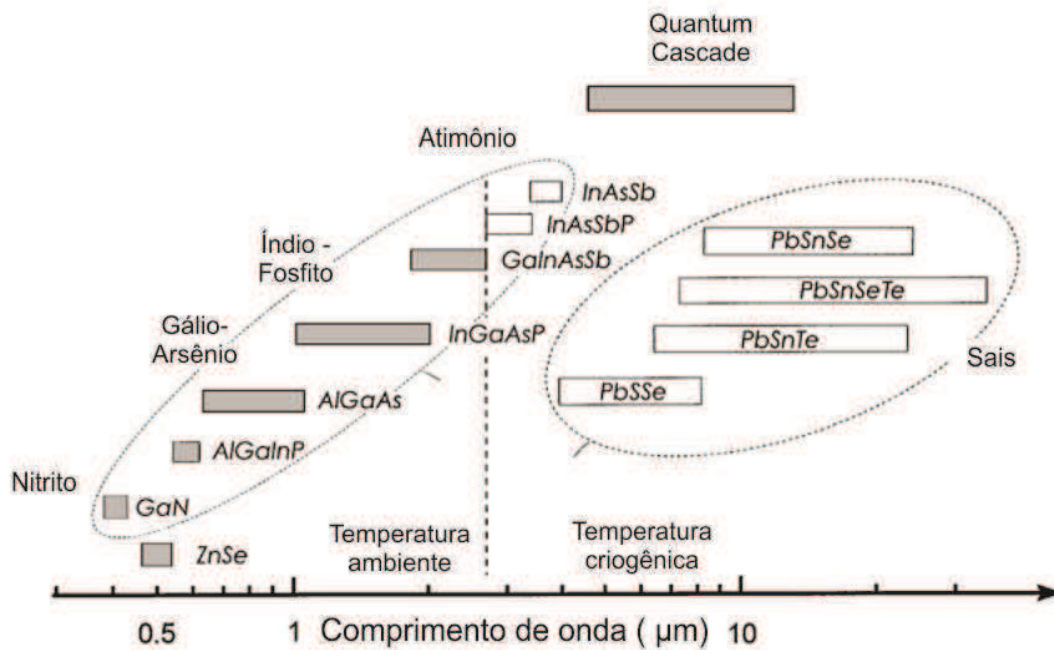 Quantum
Cascade
Atimônio
InAsSb
InAsSbP
Índio -
Fosfito
GaInAsSb
PbSnSe
PbSnSeTe
Gálio-
Arsênio
InGaAsP
PbSnTe
Sais
PbSSe
AlGaAs
AlGaInP
Nitrito
GaN
Temperatura
ambiente
Temperatura
criogênica
ZnSe
0.5 1 Comprimento de onda ( µm) 10